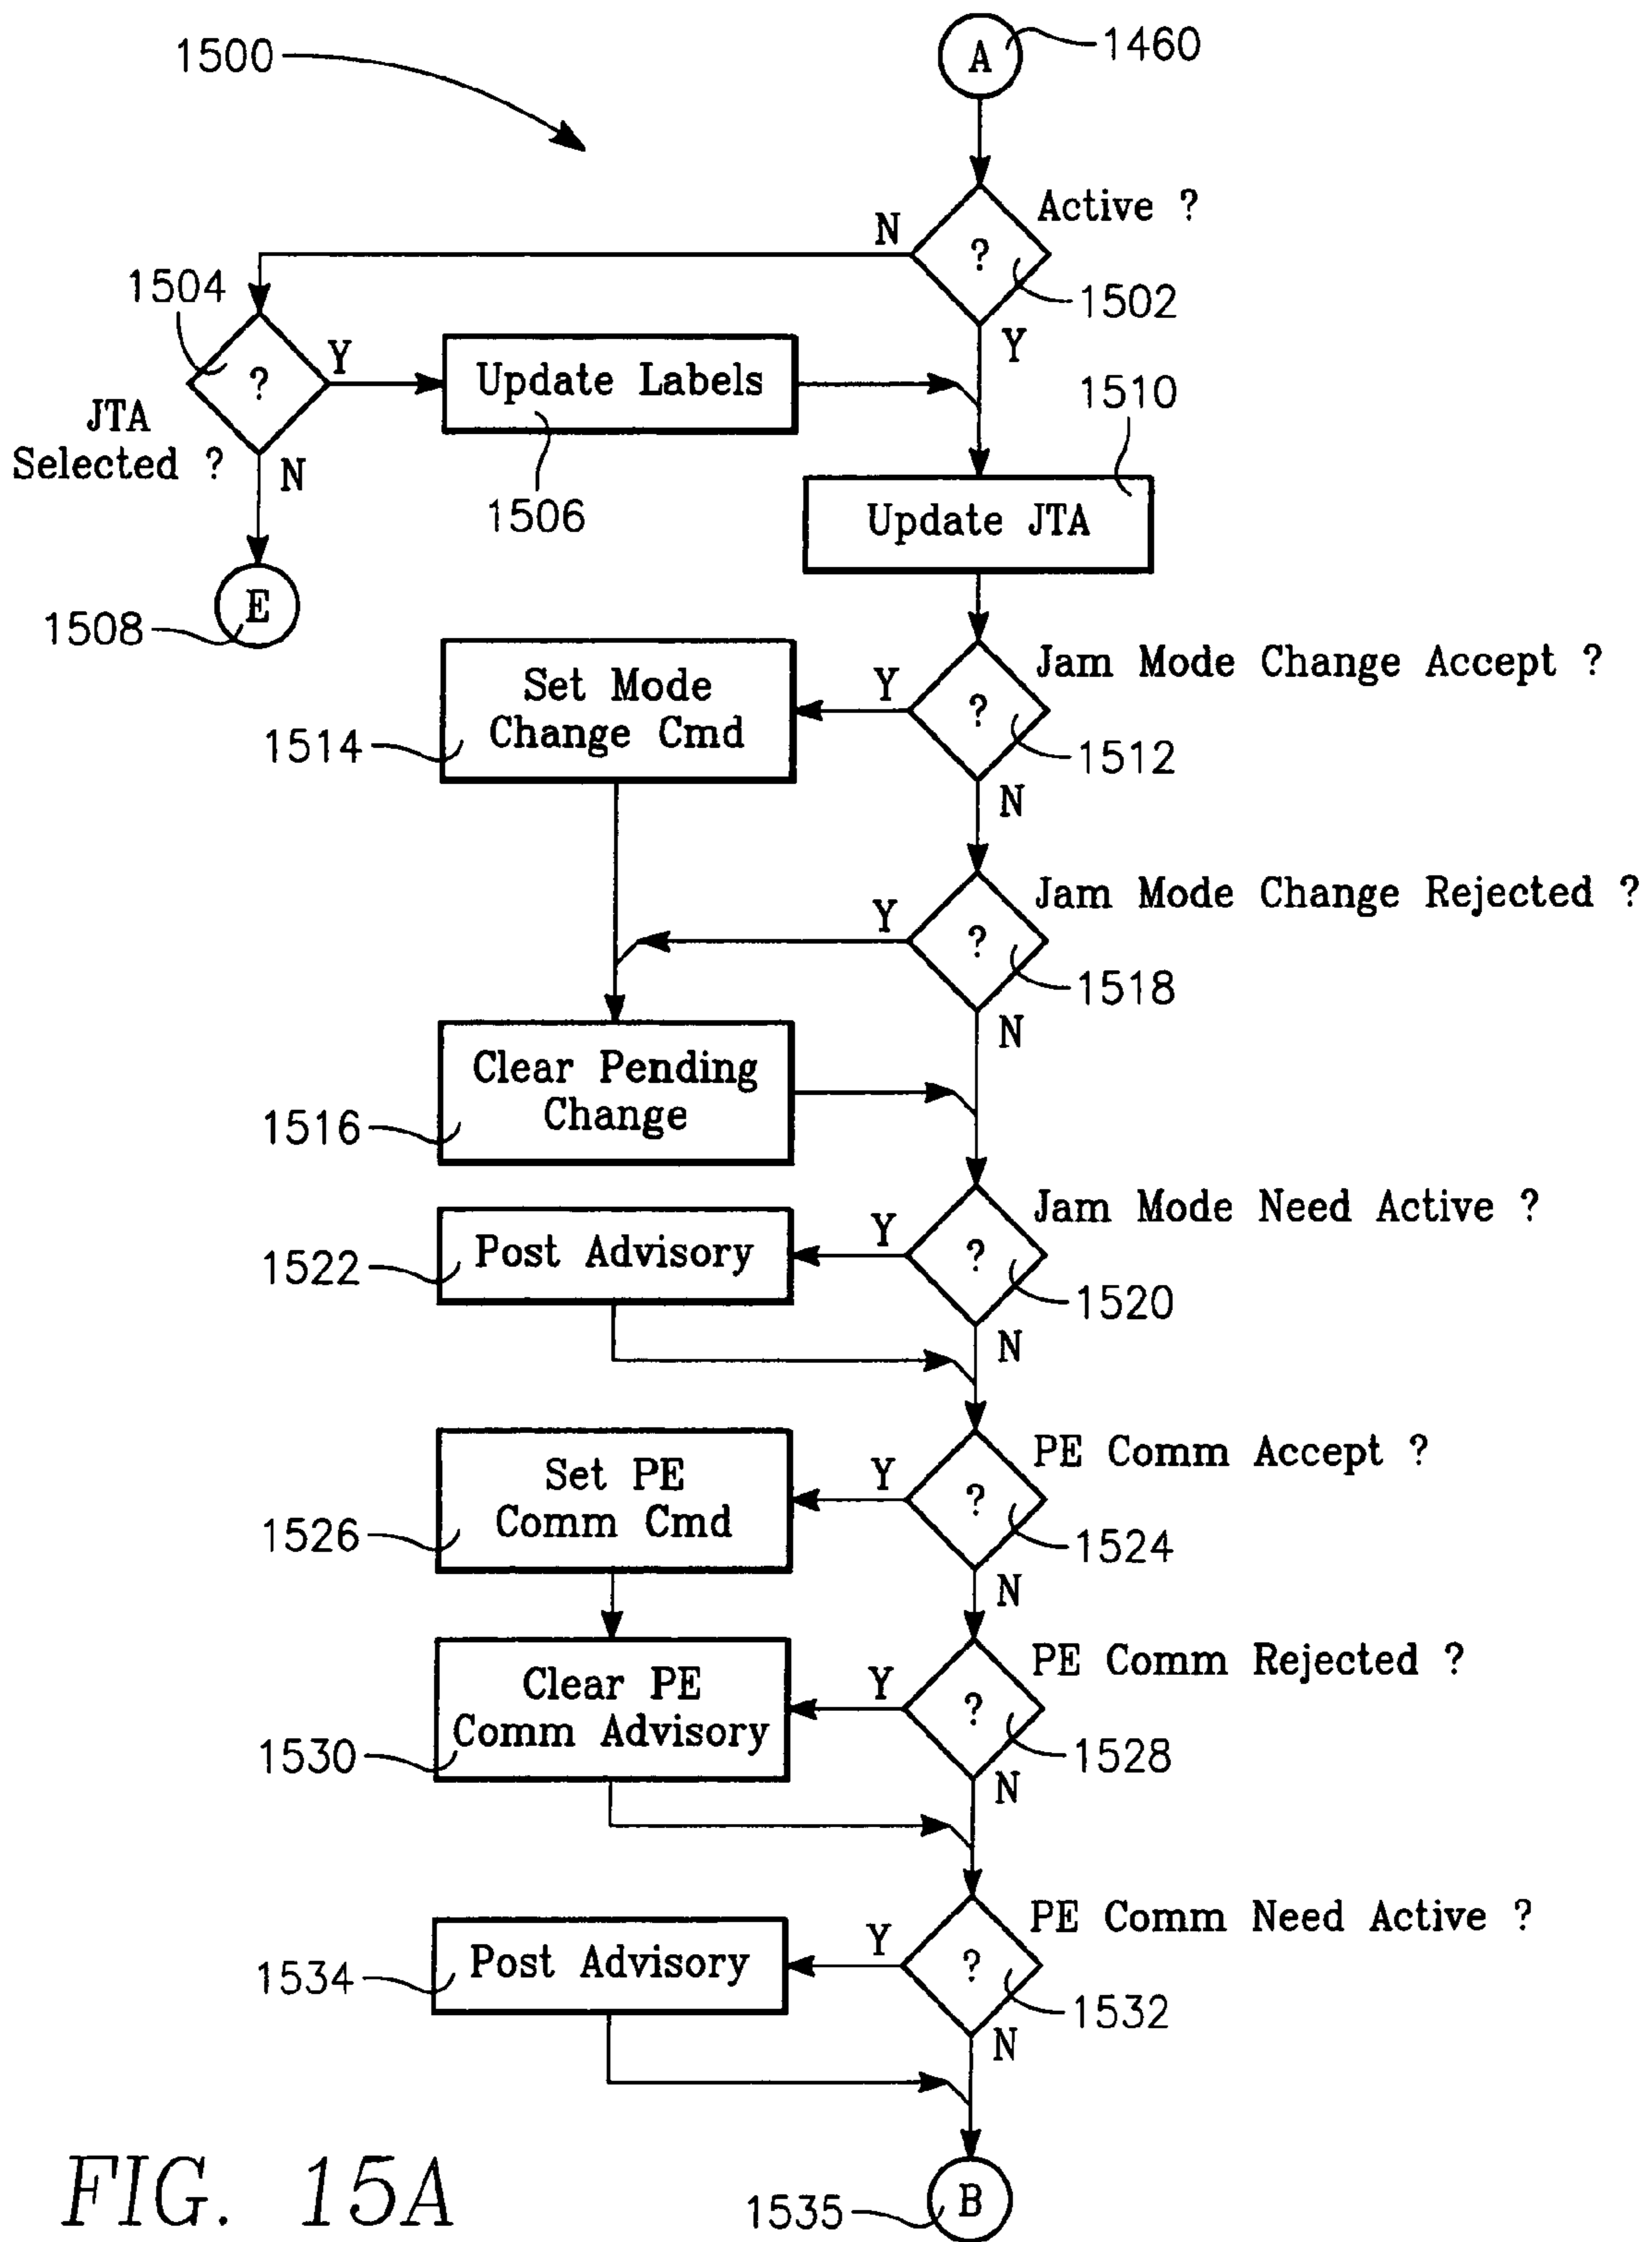 1500
A
1460
Active ?
N
?
1502
Y
1504
?
Y
JTA
Selected ?
N
Update Labels
1506
1510
Update JTA
E
1508
Jam Mode Change Accept ?
Set Mode
Change Cmd
Y
?
1514
1512
N
Jam Mode Change Rejected ?
Y
?
1518
N
Clear Pending
Change
1516
Jam Mode Need Active ?
Post Advisory
Y
?
1522
1520
N
PE Comm Accept ?
Set PE
Comm Cmd
Y
?
1526
1524
N
PE Comm Rejected ?
Clear PE
Comm Advisory
Y
?
1530
1528
N
PE Comm Need Active ?
Post Advisory
Y
?
1534
1532
N
FIG. 15A
1535
B